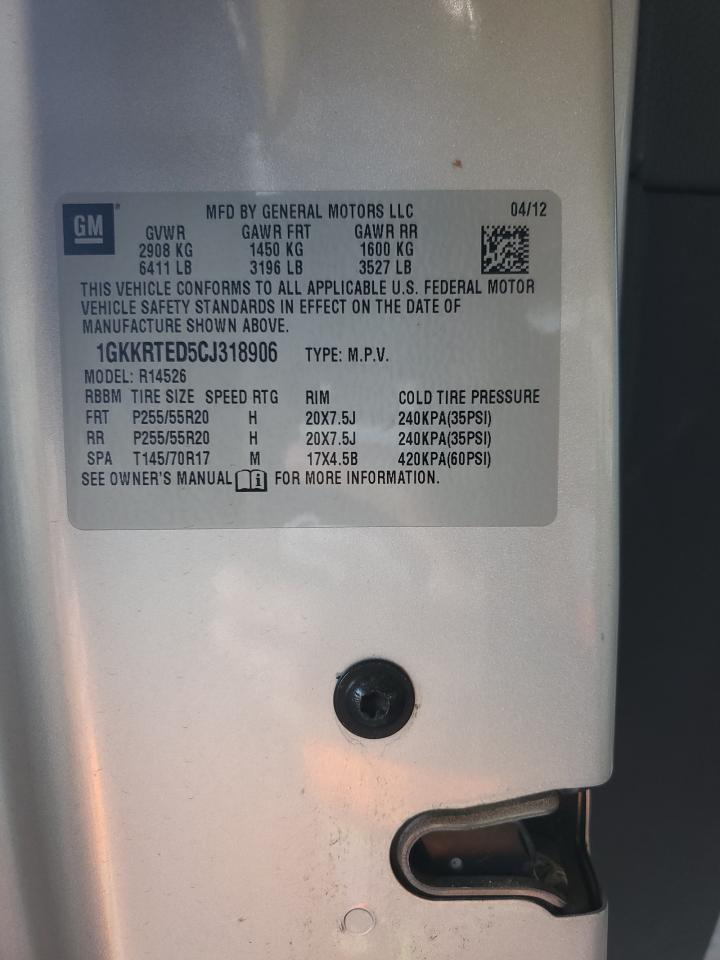 GM
MFD BY GENERAL MOTORS LLC 04/12
GVWR GAWR FRT GAWR RR
2908 KG 1450 KG 1600 KG
6411 LB 3196 LB 3527 LB
THIS VEHICLE CONFORMS TO ALL APPLICABLE U.S. FEDERAL MOTOR
VEHICLE SAFETY STANDARDS IN EFFECT ON THE DATE OF
MANUFACTURE SHOWN ABOVE.
1GKKRTED5CJ318906 TYPE: M.P.V.
MODEL: R14526
RBBM TIRE SIZE SPEED RTG RIM COLD TIRE PRESSURE
FRT P255/55R20 H 20X7.5J 240KPA(35PSI)
RR P255/55R20 H 20X7.5J 240KPA(35PSI)
SPA T145/70R17 M 17X4.5B 420KPA(60PSI)
SEE OWNER'S MANUAL FOR MORE INFORMATION.